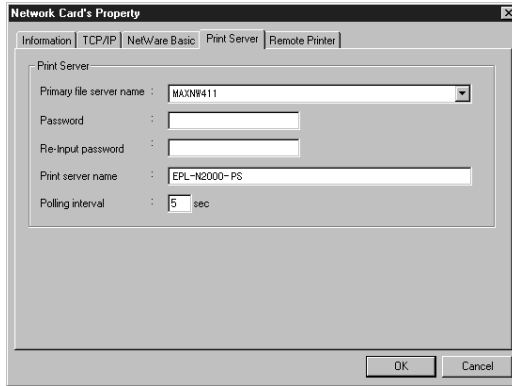 Network Card's Property
Information TCP/IP NetWare Basic Print Server Remote Printer
Print Server
Primary file server name : MAXNW411
Password :
Re-Input password :
Print server name : EPL-N2000-PS
Polling interval : 5 sec
OK Cancel